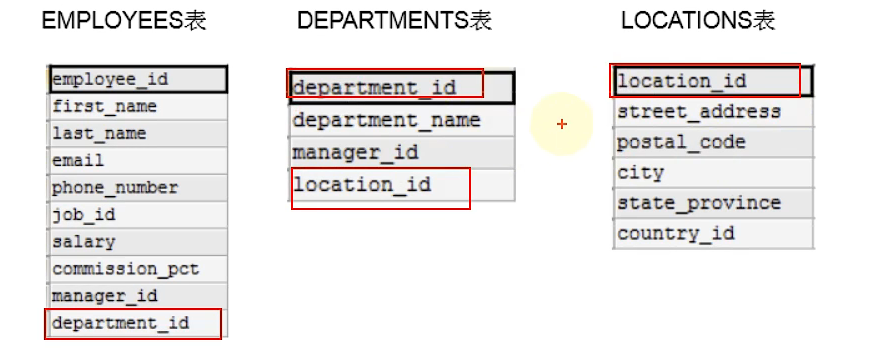 EMPLOYEES表
employee_id
first_name
last_name
email
phone_number
job_id
salary
commission_pct
manager_id
department_id
DEPARTMENTS表
department_id
department_name
manager_id
location_id
LOCATIONS表
location_id
street_address
postal_code
city
state_province
country_id